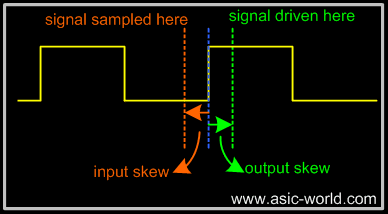 signal sampled here
signal driven here
input skew
output skew
www.asic-world.com